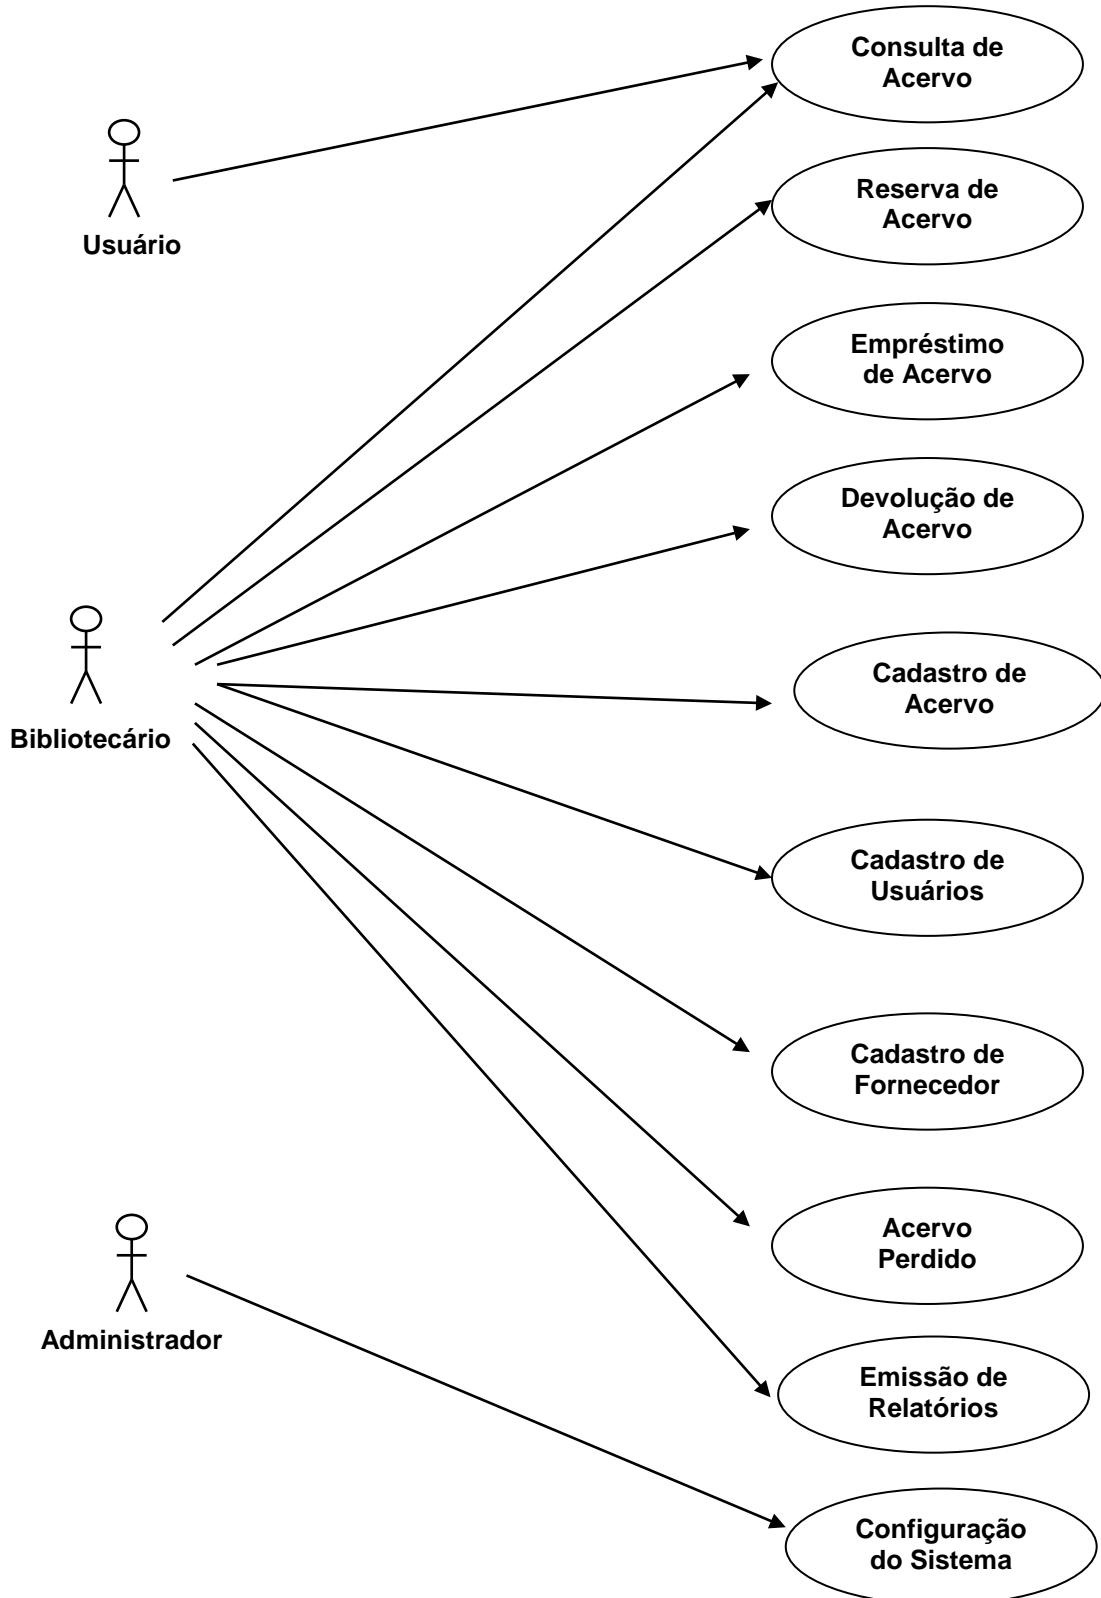 Consulta de
Acervo
Reserva de
Acervo
Usuário
Empréstimo
de Acervo
Devolução de
Acervo
Cadastro de
Acervo
Bibliotecário
Cadastro de
Usuários
Cadastro de
Fornecedor
Acervo
Perdido
Administrador
Emissão de
Relatórios
Configuração
do Sistema